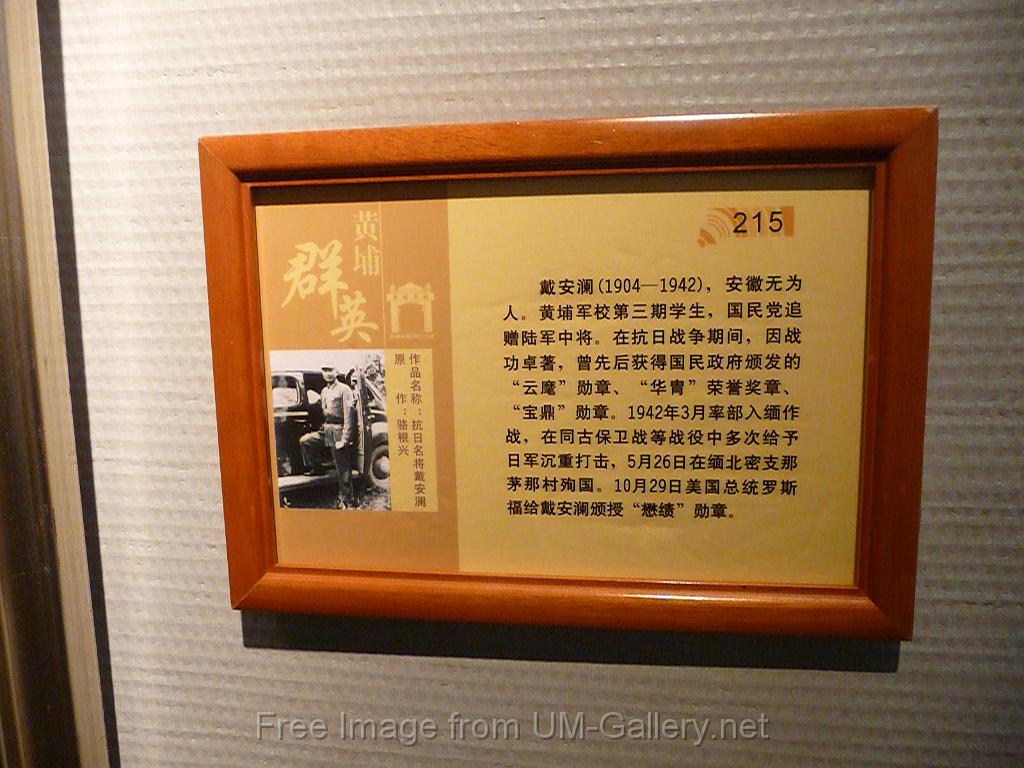 黄埔
群英
作品名称：抗日名将戴安澜
原 作：骆根兴
215
戴安澜(1904—1942)，安徽无为
人。黄埔军校第三期学生，国民党追
赠陆军中将。在抗日战争期间，因战
功卓著，曾先后获得国民政府颁发的
“云麾”勋章、“华胄”荣誉奖章、
“宝鼎”勋章。1942年3月率部入缅作
战，在同古保卫战等战役中多次给予
日军沉重打击，5月26日在缅北密支那
茅那村殉国。10月29日美国总统罗斯
福给戴安澜颁授“懋绩”勋章。
Free Image from UM-Gallery.net